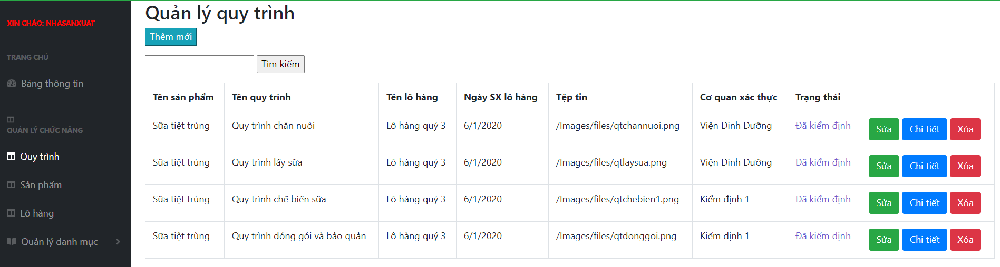 XIN CHÀO: NHASANXUAT
TRANG CHỦ
Bảng thông tin
QUẢN LÝ CHỨC NĂNG
Quy trình
Sản phẩm
Lô hàng
Quản lý danh mục
Quản lý quy trình
Thêm mới
Tìm kiếm
Tên sản phẩm Tên quy trình Tên lô hàng Ngày SX lô hàng Tệp tin Cơ quan xác thực Trạng thái
Sữa tiệt trùng Quy trình chăn nuôi Lô hàng quý 3 6/1/2020 /Images/files/qtchannuoi.png Viện Dinh Dưỡng Đã kiểm định Sửa Chi tiết Xóa
Sữa tiệt trùng Quy trình lấy sữa Lô hàng quý 3 6/1/2020 /Images/files/qtlaysua.png Viện Dinh Dưỡng Đã kiểm định Sửa Chi tiết Xóa
Sữa tiệt trùng Quy trình chế biến sữa Lô hàng quý 3 6/1/2020 /Images/files/qtchebien1.png Kiểm định 1 Đã kiểm định Sửa Chi tiết Xóa
Sữa tiệt trùng Quy trình đóng gói và bảo quản Lô hàng quý 3 6/1/2020 /Images/files/qtdonggoi.png Kiểm định 1 Đã kiểm định Sửa Chi tiết Xóa